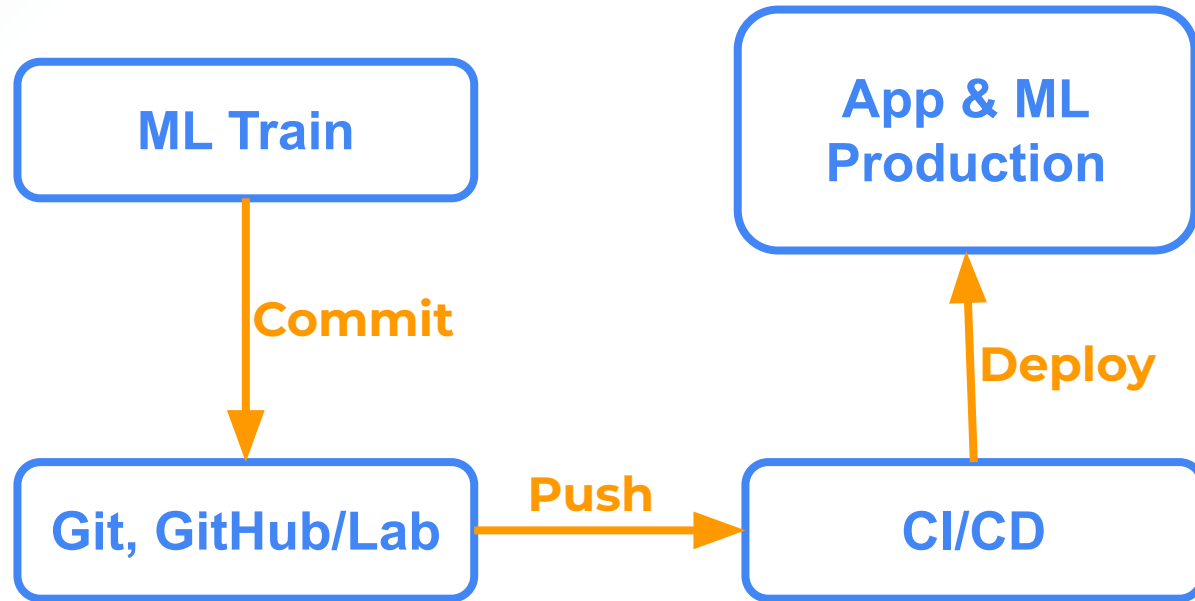 ML Train
App & ML
Production
Commit
Deploy
Git, GitHub/Lab
Push
CI/CD